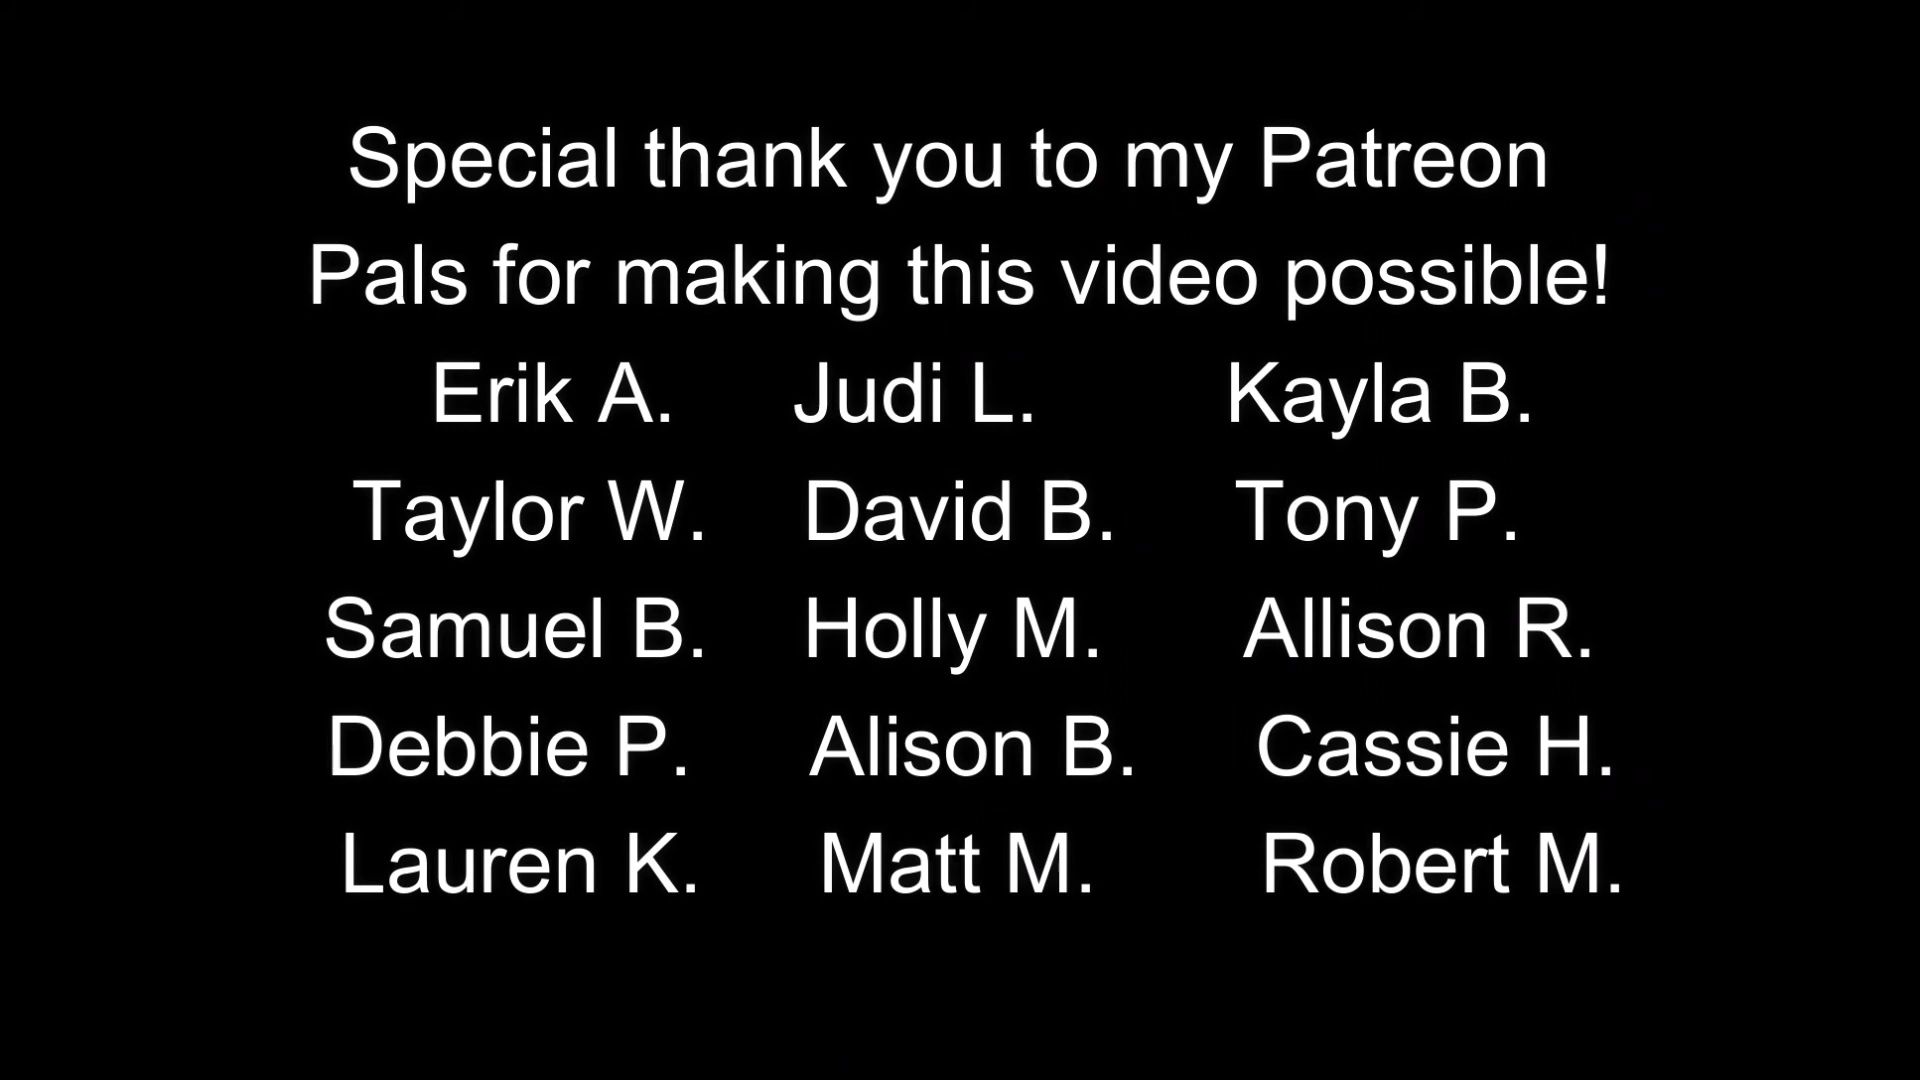 Special thank you to my Patreon
Pals for making this video possible!
Erik A. Judi L. Kayla B.
Taylor W. David B. Tony P.
Samuel B. Holly M. Allison R.
Debbie P. Alison B. Cassie H.
Lauren K. Matt M. Robert M.